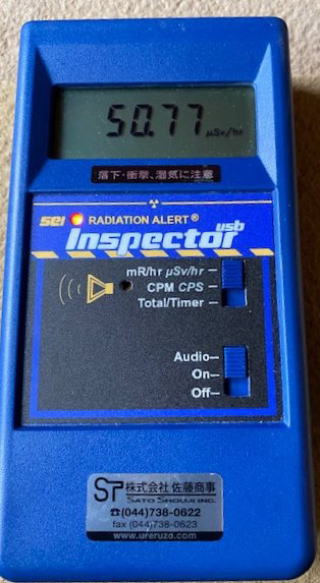 50.77 μSv/hr
落下・衝撃、湿気に注意
sei RADIATION ALERT®
Inspector usb
mR/hr μSv/hr
CPM CPS
Total/Timer
Audio
On
Off
SP 株式会社 佐藤商事
SATO SHOUJI INC.
☎(044)738-0622
fax (044)738-0623
www.ureruzo.com